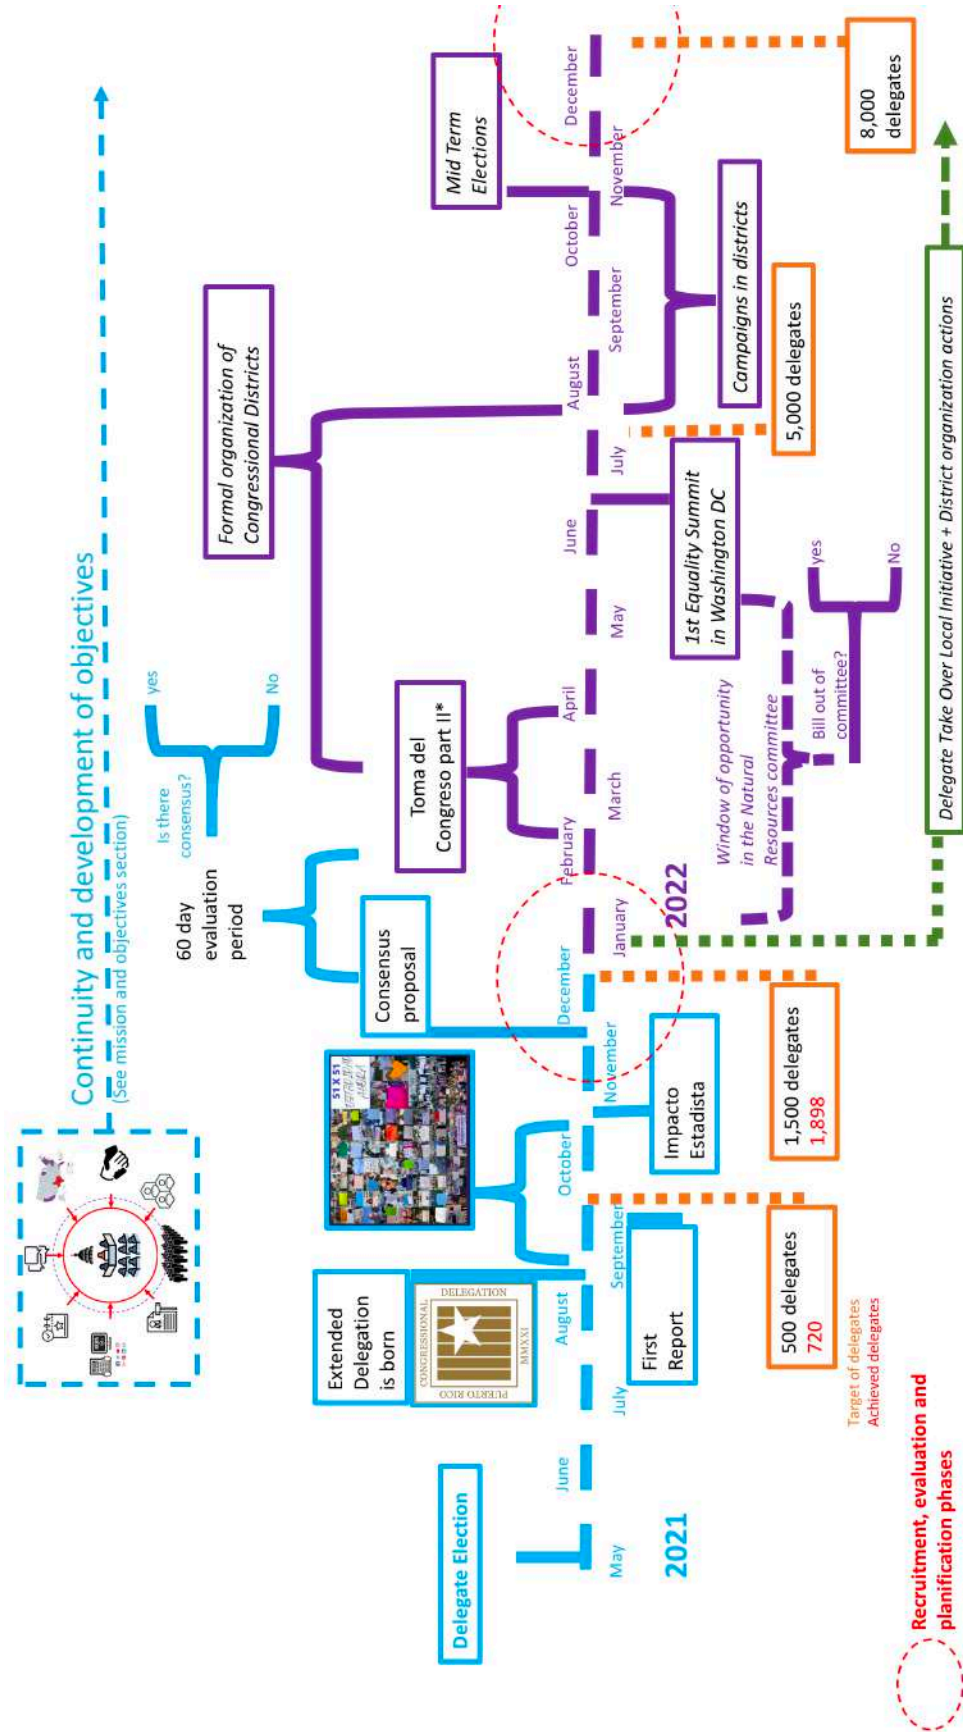 Continuity and development of objectives
(See mission and objectives section)
60 day
evaluation
period
Is there
consensus?
yes
No
Formal organization of
Congressional Districts
Delegate Election
Extended
Delegation
is born
CONGRESSIONAL
DELEGATION
PUERTO RICO
MMXXI
51 X 51
Consensus
proposal
Toma del
Congreso part II*
Mid Term
Elections
May
June
July
August
September
October
November
December
January
February
March
April
May
June
July
August
September
October
November
December
2021
2022
First
Report
Impacto
Estadista
Window of opportunity
in the Natural
Resources committee
1st Equality Summit
in Washington DC
Campaigns in districts
Bill out of
committee?
yes
No
500 delegates
720
1,500 delegates
1,898
5,000 delegates
8,000
delegates
Target of delegates
Achieved delegates
Delegate Take Over Local Initiative + District organization actions
Recruitment, evaluation and
planification phases